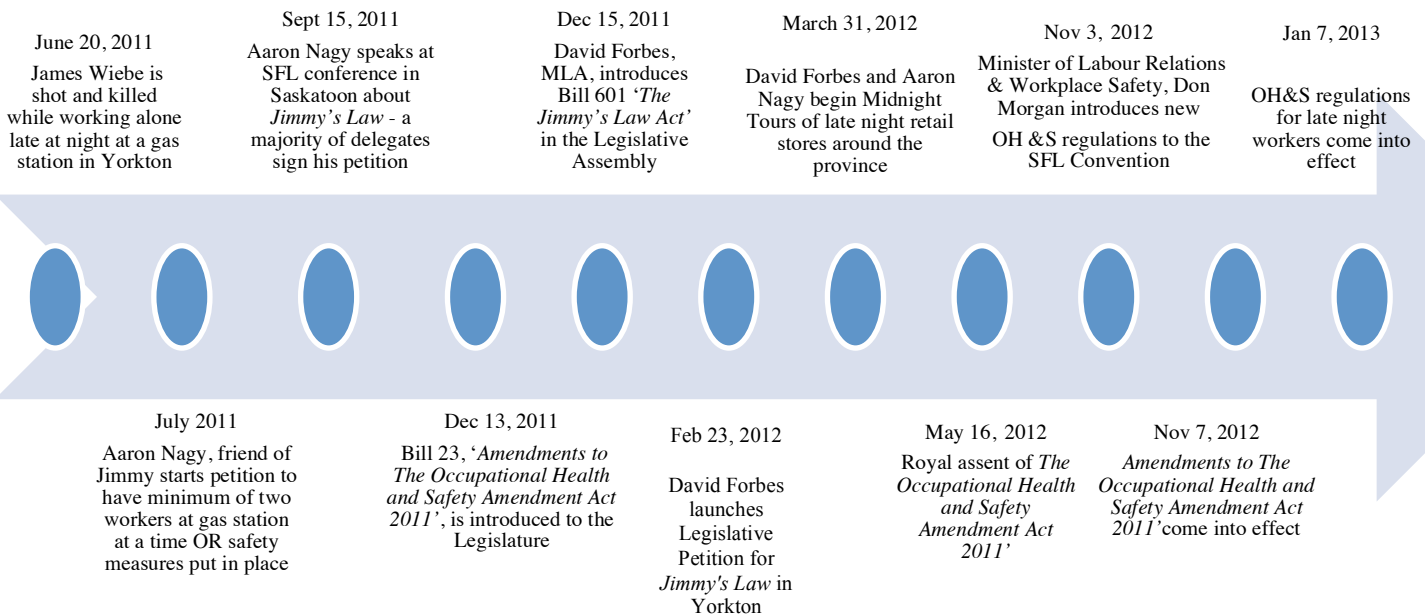 June 20, 2011
James Wiebe is
shot and killed
while working alone
late at night at a gas
station in Yorkton
July 2011
Aaron Nagy, friend of
Jimmy starts petition to
have minimum of two
workers at gas station
at a time OR safety
measures put in place
Sept 15, 2011
Aaron Nagy speaks at
SFL conference in
Saskatoon about
Jimmy's Law - a
majority of delegates
sign his petition
Dec 13, 2011
Bill 23, ‘Amendments to
The Occupational Health
and Safety Amendment Act
2011’, is introduced to the
Legislature
Dec 15, 2011
David Forbes,
MLA, introduces
Bill 601 ‘The
Jimmy’s Law Act’
in the Legislative
Assembly
Feb 23, 2012
David Forbes
launches
Legislative
Petition for
Jimmy's Law in
Yorkton
March 31, 2012
David Forbes and Aaron
Nagy begin Midnight
Tours of late night retail
stores around the
province
May 16, 2012
Royal assent of The
Occupational Health
and Safety
Amendment Act
2011’
Nov 3, 2012
Minister of Labour Relations
& Workplace Safety, Don
Morgan introduces new
OH &S regulations to the
SFL Convention
Nov 7, 2012
Amendments to The
Occupational Health and
Safety Amendment Act
2011’come into effect
Jan 7, 2013
OH&S regulations
for late night
workers come into
effect